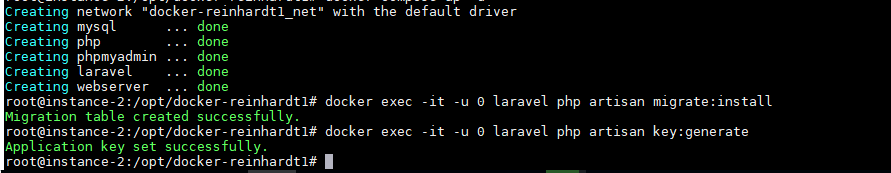 Creating network "docker-reinhardt1_net" with the default driver
Creating mysql      ... done
Creating php        ... done
Creating phpmyadmin ... done
Creating laravel    ... done
Creating webserver  ... done
root@instance-2:/opt/docker-reinhardt1# docker exec -it -u 0 laravel php artisan migrate:install
Migration table created successfully.
root@instance-2:/opt/docker-reinhardt1# docker exec -it -u 0 laravel php artisan key:generate
Application key set successfully.
root@instance-2:/opt/docker-reinhardt1#